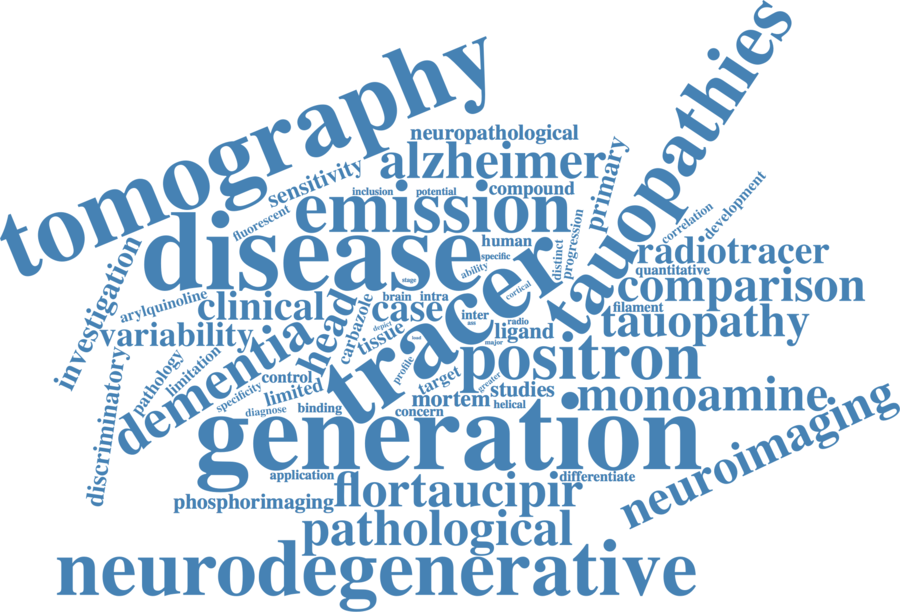 tomography
tauopathies
neuropathological
alzheimer
sensitivity
primary
inclusion
potential
compound
emission
fluorescent
disease
human
specific
ability
distinct
progression
correlation
development
radiotracer
quantitative
stage
tracer
cortical
comparison
investigation
arylquinoline
clinical
head
carbazole
brain
intra
case
inter
ass
radio
ligand
filament
tauopathy
variability
dementia
depict
tissue
lead
major
positron
discriminatory
pathology
limitation
specificity
control
limited
profile
target
greater
mortem
studies
monoamine
diagnose
binding
concern
helical
generation
neuroimaging
application
differentiate
flortaucipir
phosphorimaging
pathological
neurodegenerative